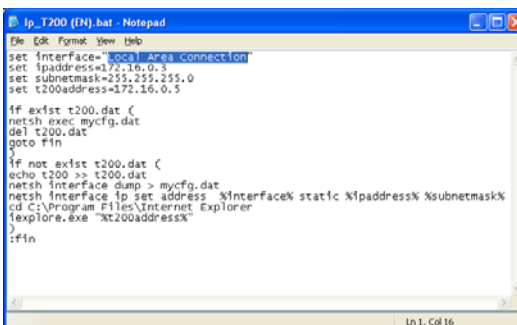 Ip_T200 (EN).bat - Notepad
File Edit Format View Help
set interface="Local Area Connection"
set ipaddress=172.16.0.3
set subnetmask=255.255.255.0
set t200address=172.16.0.5
if exist t200.dat (
netsh exec mycfg.dat
del t200.dat
goto fin
)
if not exist t200.dat (
echo t200 >> t200.dat
netsh interface dump > mycfg.dat
netsh interface ip set address %interface% static %ipaddress% %subnetmask%
cd C:\Program Files\Internet Explorer
iexplore.exe "%t200address%"
)
:fin
Ln 1, Col 16